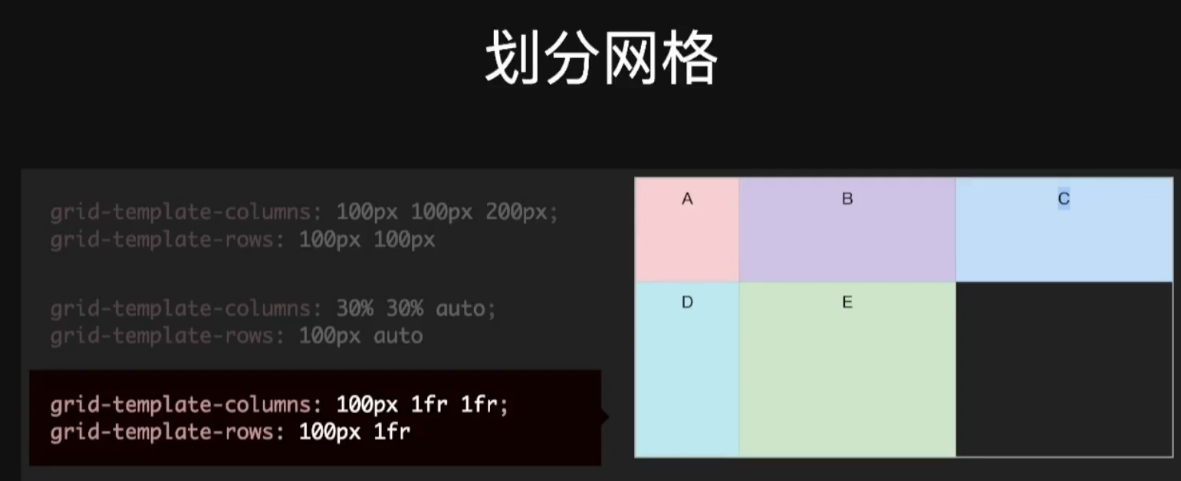 划分网格
grid-template-columns: 100px 100px 200px;
grid-template-rows: 100px 100px
grid-template-columns: 30% 30% auto;
grid-template-rows: 100px auto
grid-template-columns: 100px 1fr 1fr;
grid-template-rows: 100px 1fr
A B C
D E